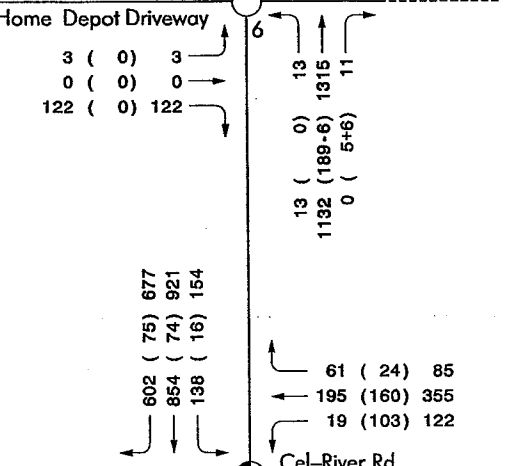 Home Depot Driveway
6
3 ( 0) 3
0 ( 0) 0
122 ( 0) 122
13 ( 0) 13
1132 (189-6) 1315
0 ( 5+6) 11
602 ( 75) 677
854 ( 74) 921
138 ( 16) 154
61 ( 24) 85
195 (160) 355
19 (103) 122
Cel-River Rd